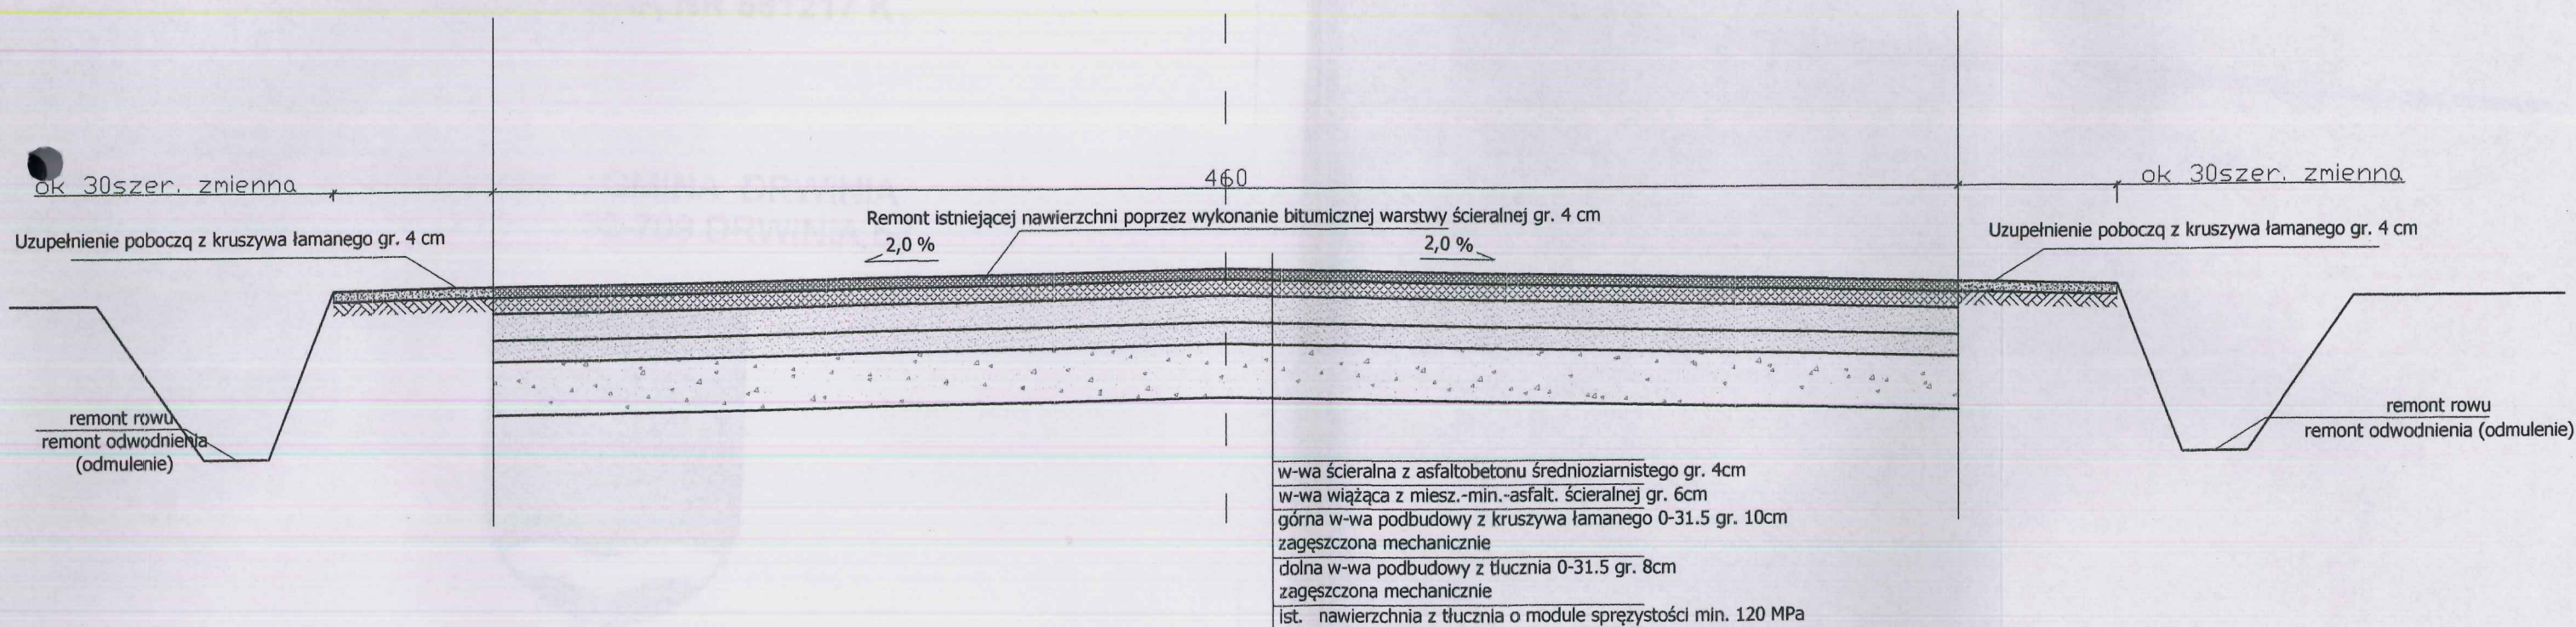 ok 30szer. zmienna
460
ok 30szer. zmienna
Remont istniejącej nawierzchni poprzez wykonanie bitumicznej warstwy ścieralnej gr. 4 cm
Uzupełnienie poboczą z kruszywa łamanego gr. 4 cm
2,0 %
2,0 %
Uzupełnienie poboczą z kruszywa łamanego gr. 4 cm
remont rowu
remont odwodnienia
(odmulenie)
remont rowu
remont odwodnienia (odmulenie)
w-wa ścieralna z asfaltobetonu średnioziarnistego gr. 4cm
w-wa wiążąca z miesz.-min.-asfalt. ścieralnej gr. 6cm
górna w-wa podbudowy z kruszywa łamanego 0-31.5 gr. 10cm
zagęszczona mechanicznie
dolna w-wa podbudowy z tłucznia 0-31.5 gr. 8cm
zagęszczona mechanicznie
ist. nawierzchnia z tłucznia o module spręzystości min. 120 MPa